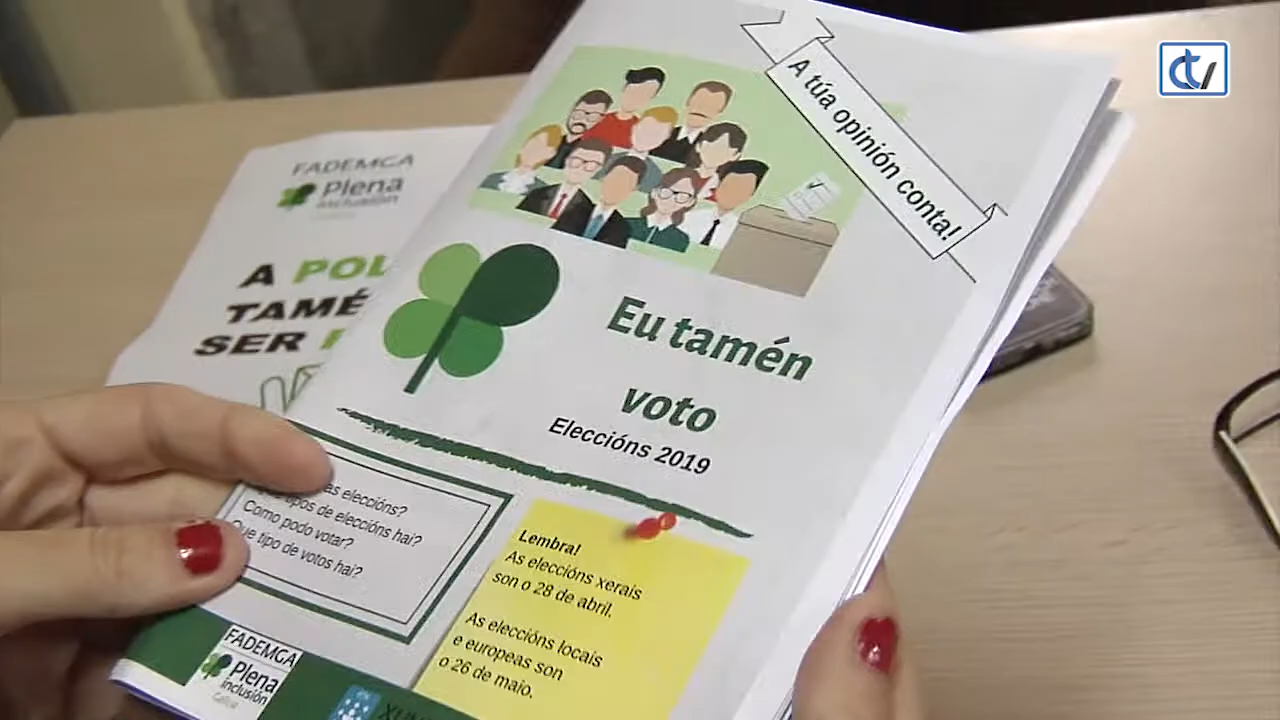 A túa opinión conta!
FADEMGA
Plena
inclusión
A POL
TAMÉ
SER
Eu tamén
voto
Eleccións 2019
as eleccións?
tipos de eleccións hai?
Como podo votar?
Que tipo de votos hai?
Lembra!
As eleccións xerais
son o 28 de abril.
As eleccións locais
e europeas son
o 26 de maio.
FADEMGA
Plena
inclusión
Galicia
XUN